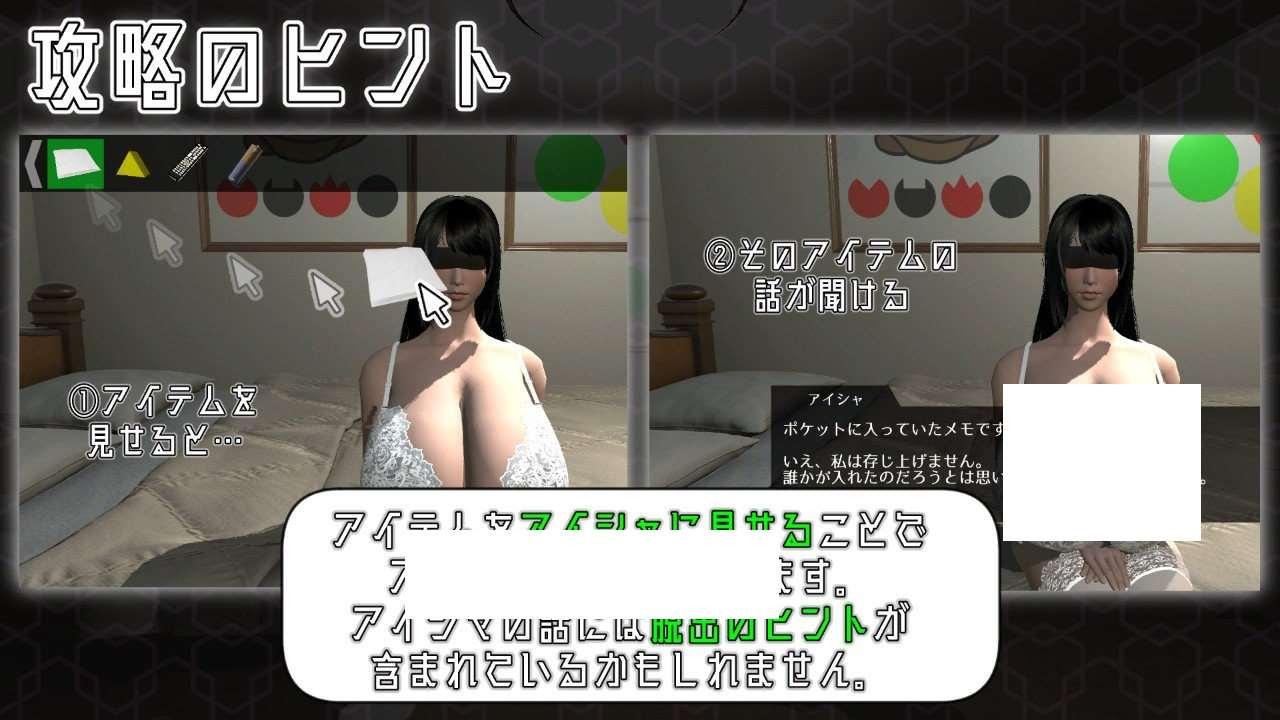 攻略のヒント
①アイテムを
見せると…
②そのアイテムの
話が聞ける
アイシャ
ポケットに入っていたメモです
いえ、私は存じ上げません。
誰かが入れたのだろうとは思い
アイテムをアイシャに見せることで
ます。
アイシャの話には脱出のヒントが
含まれているかもしれません。